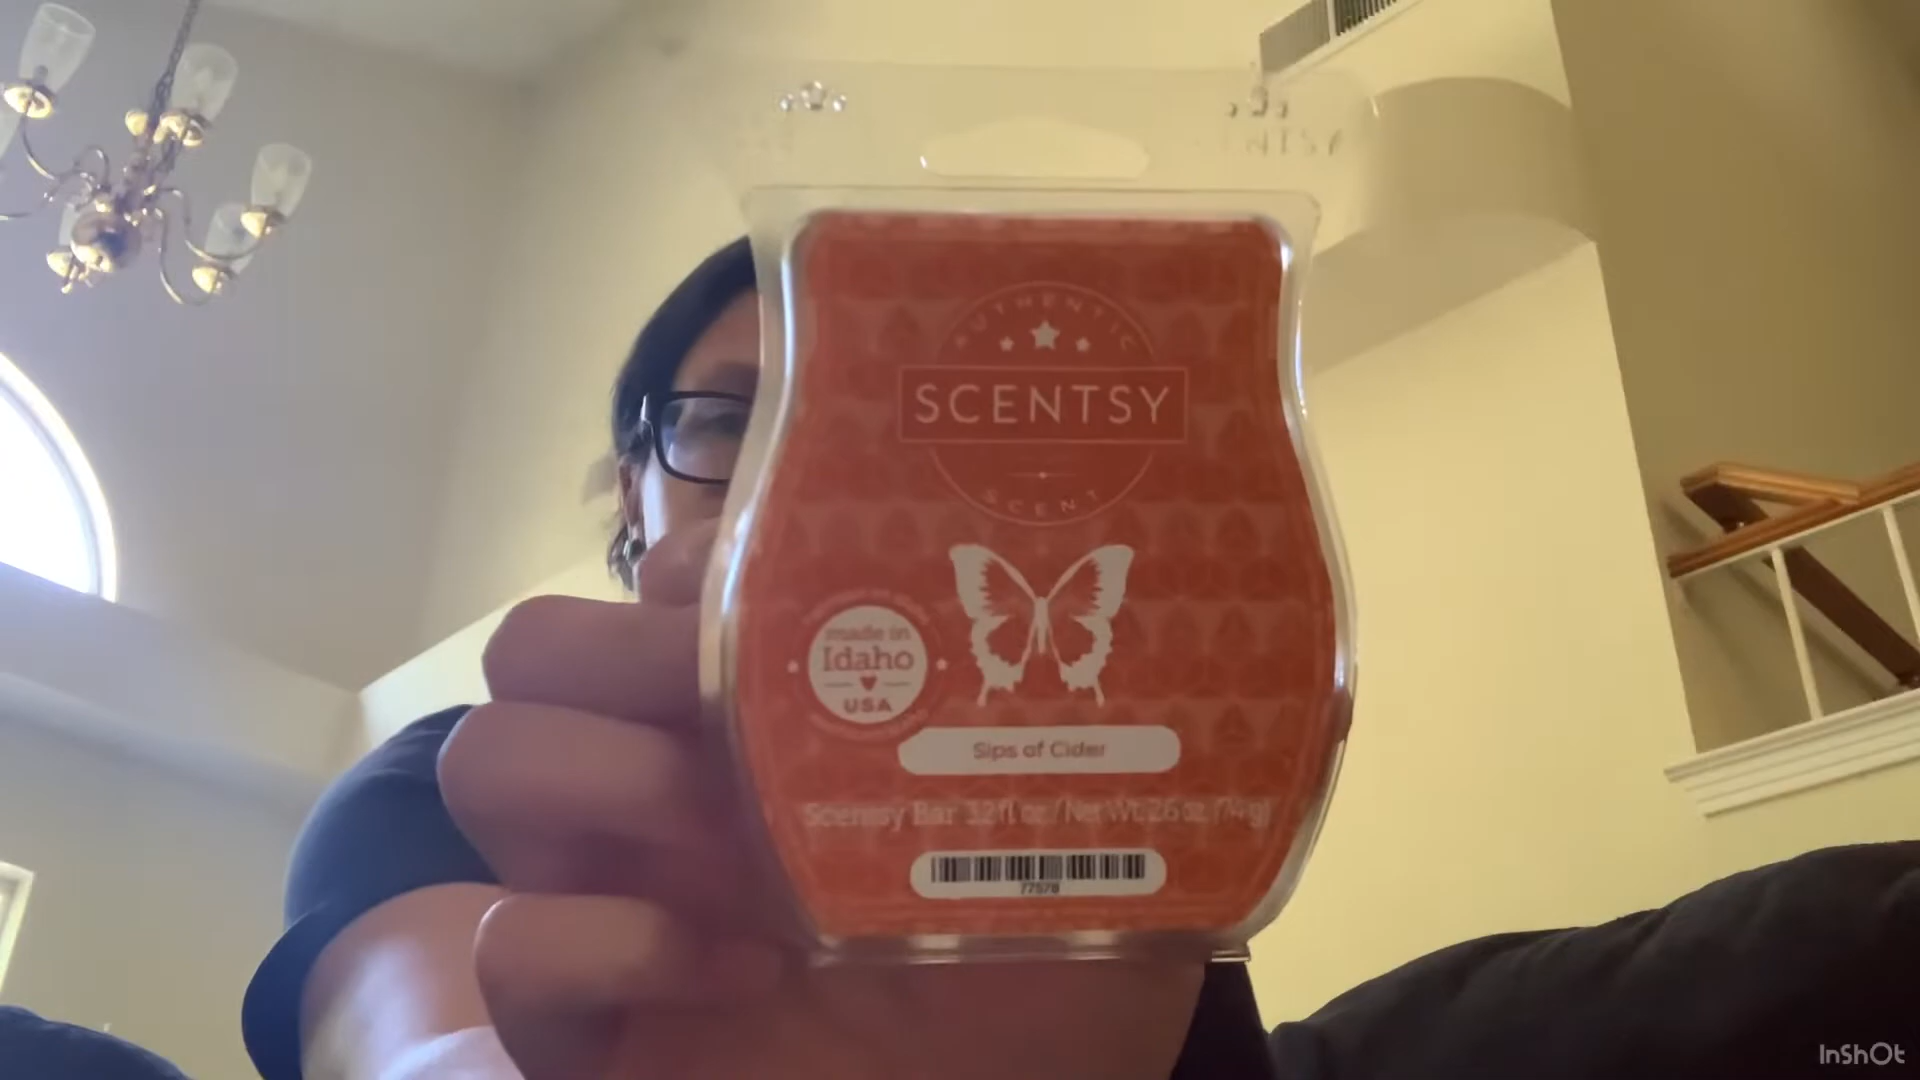 AUTHENTIC
SCENTSY
SCENT
made in
Idaho
USA
Sips of Cider
Scentsy Bar 3.2 fl oz / Net Wt. 2.6 oz. (74 g)
77578
InShOt